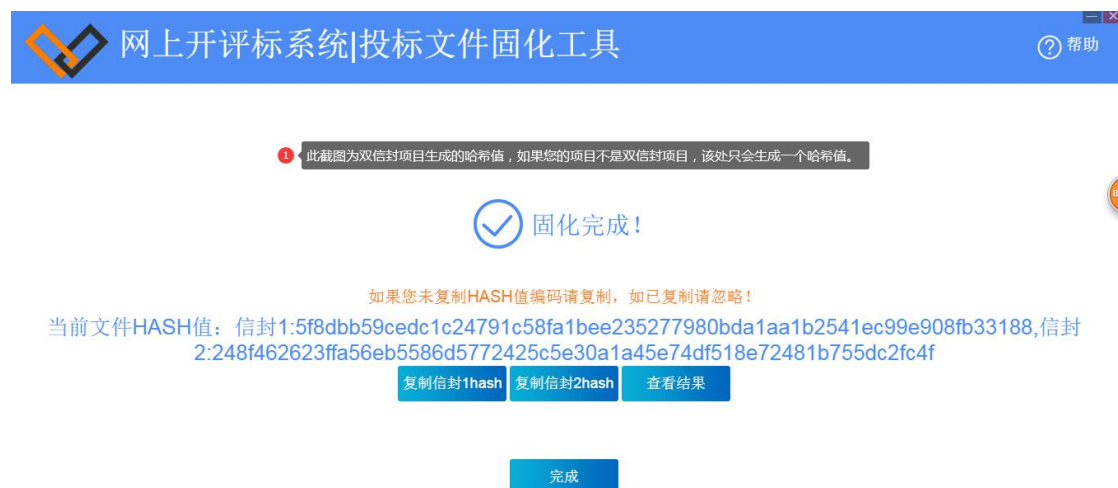 网上开评标系统|投标文件固化工具
帮助
1
此截图为双信封项目生成的哈希值，如果您的项目不是双信封项目，该处只会生成一个哈希值。
固化完成！
如果您未复制HASH值编码请复制，如已复制请忽略！
当前文件HASH值：信封1:5f8dbb59cedc1c24791c58fa1bee235277980bda1aa1b2541ec99e908fb33188,信封
2:248f462623ffa56eb5586d5772425c5e30a1a45e74df518e72481b755dc2fc4f
复制信封1hash 复制信封2hash 查看结果
完成